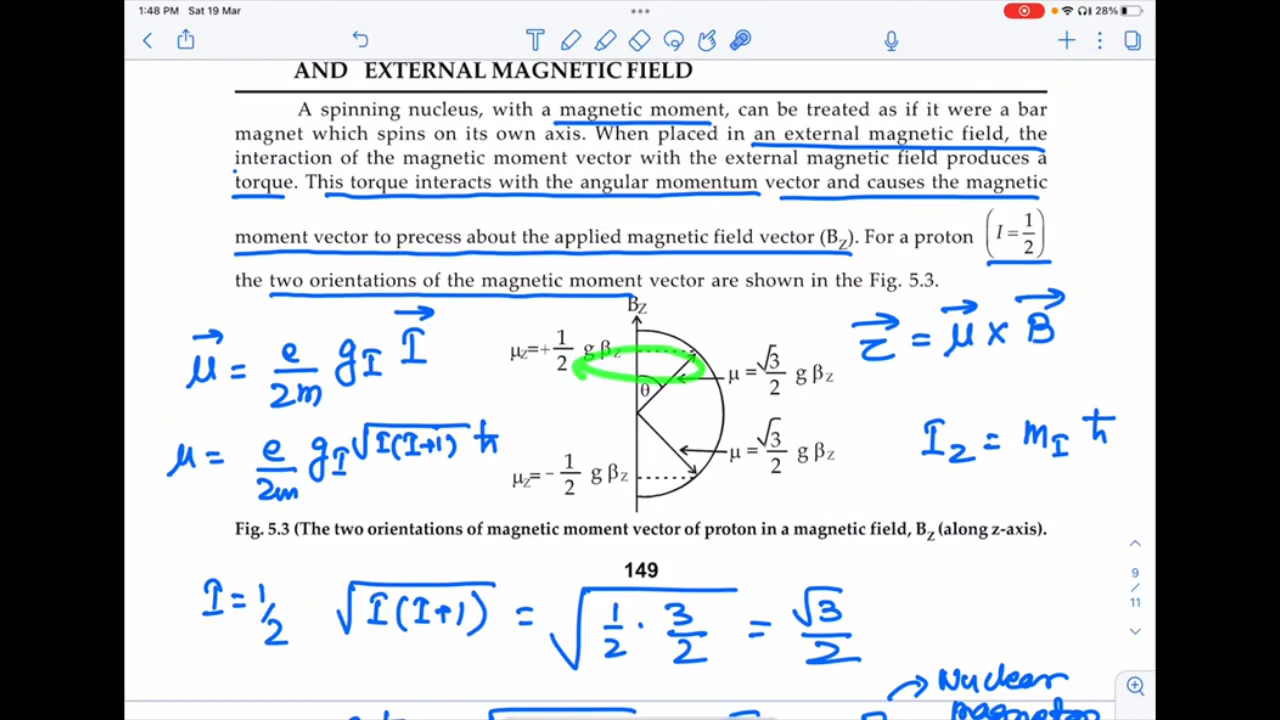 1:48 PM Sat 19 Mar
28%
AND EXTERNAL MAGNETIC FIELD
A spinning nucleus, with a magnetic moment, can be treated as if it were a bar
magnet which spins on its own axis. When placed in an external magnetic field, the
interaction of the magnetic moment vector with the external magnetic field produces a
torque. This torque interacts with the angular momentum vector and causes the magnetic
moment vector to precess about the applied magnetic field vector (B_Z). For a proton (I = 1/2)
the two orientations of the magnetic moment vector are shown in the Fig. 5.3.
B_Z
μ_z=+1/2 g β_z
θ
μ = √3/2 g β_z
μ = √3/2 g β_z
μ_z=-1/2 g β_z
μ⃗ = e/2m g_I I⃗
μ = e/2m g_I √I(I+1) ħ
τ⃗ = μ⃗ × B⃗
I_z = m_I ħ
Fig. 5.3 (The two orientations of magnetic moment vector of proton in a magnetic field, B_Z (along z-axis).
149
9
/
11
I = 1/2 √I(I+1) = √1/2 · 3/2 = √3/2
→ Nuclear
magneton